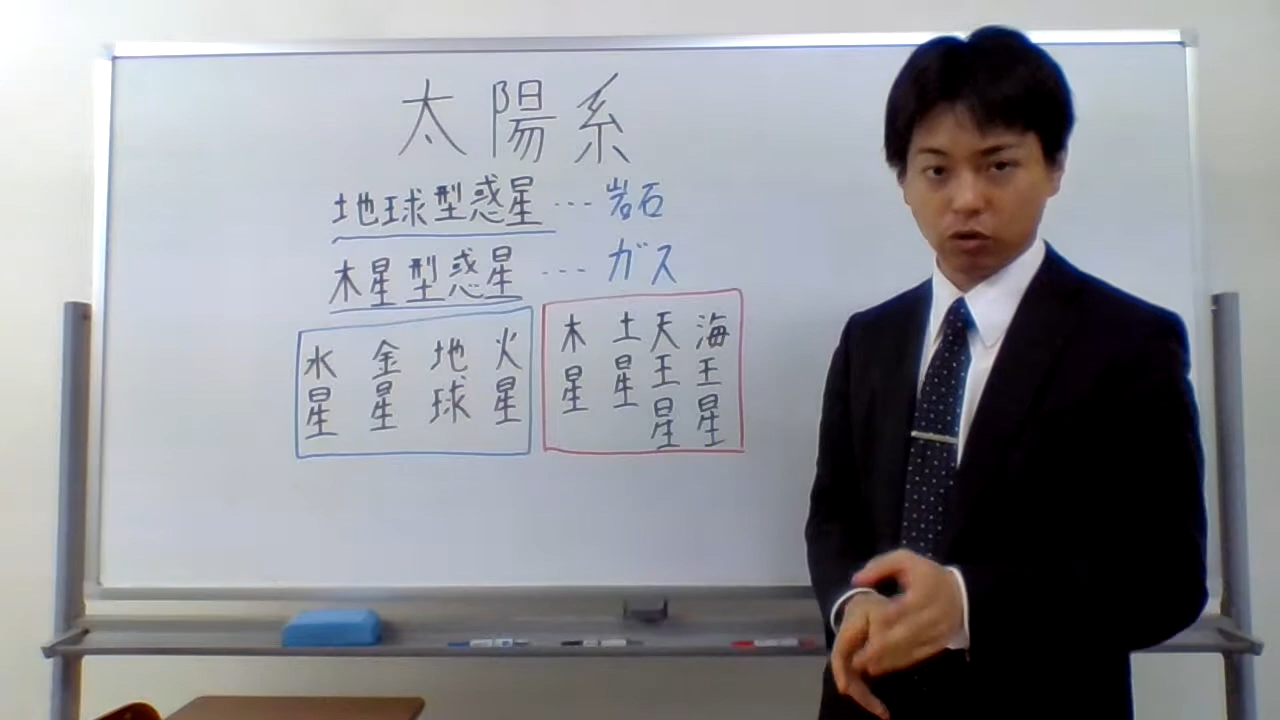 太陽系
地球型惑星…岩石
木星型惑星…ガス
水星
金星
地球
火星
木星
土星
天王星
海王星